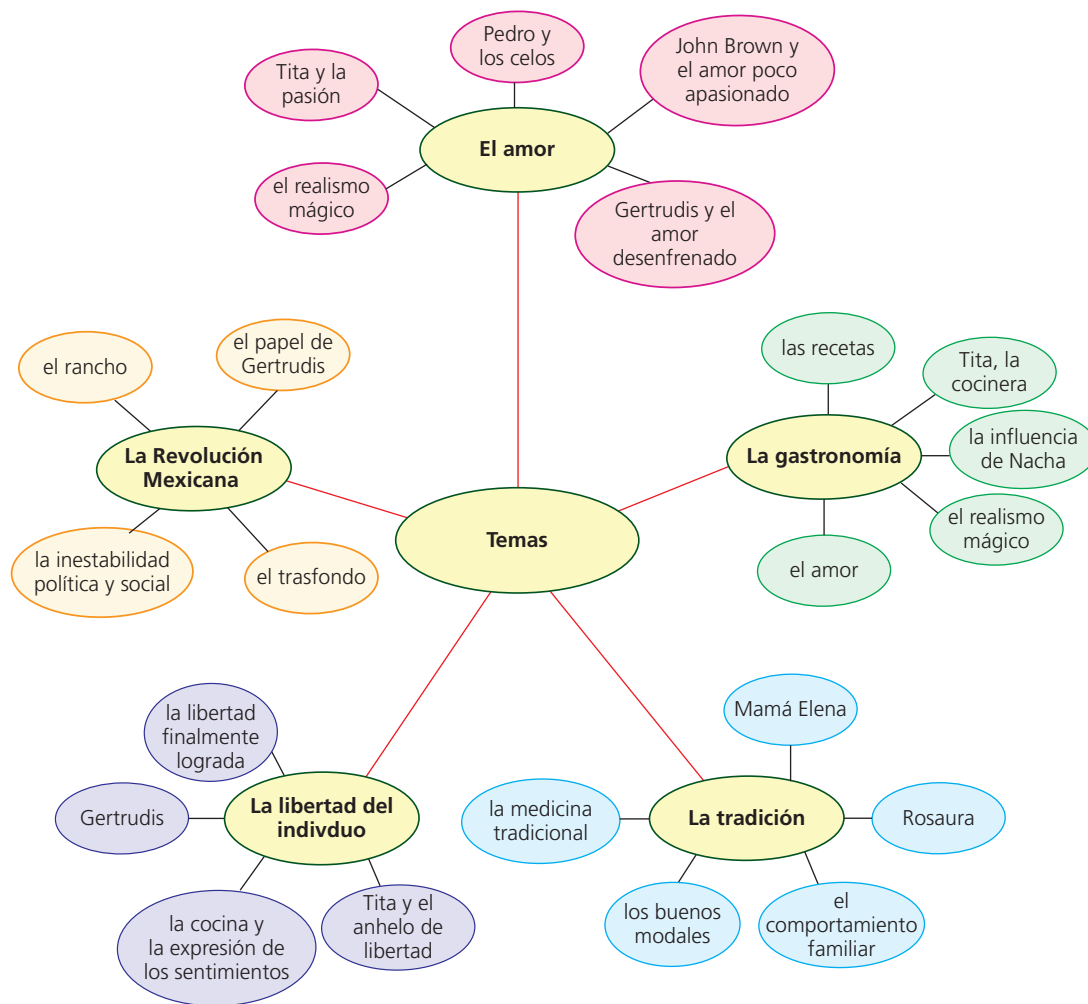 Pedro y
los celos
John Brown y
el amor poco
apasionado
Tita y la
pasión
El amor
el realismo
mágico
Gertrudis y el
amor
desenfrenado
el rancho
el papel de
Gertrudis
La Revolución
Mexicana
la inestabilidad
política y social
el trasfondo
Temas
las recetas
Tita, la
cocinera
La gastronomía
la influencia
de Nacha
el realismo
mágico
el amor
la libertad
finalmente
lograda
Gertrudis
La libertad del
indivduo
la cocina y
la expresión de
los sentimientos
Tita y el
anhelo de
libertad
Mamá Elena
la medicina
tradicional
La tradición
Rosaura
los buenos
modales
el
comportamiento
familiar